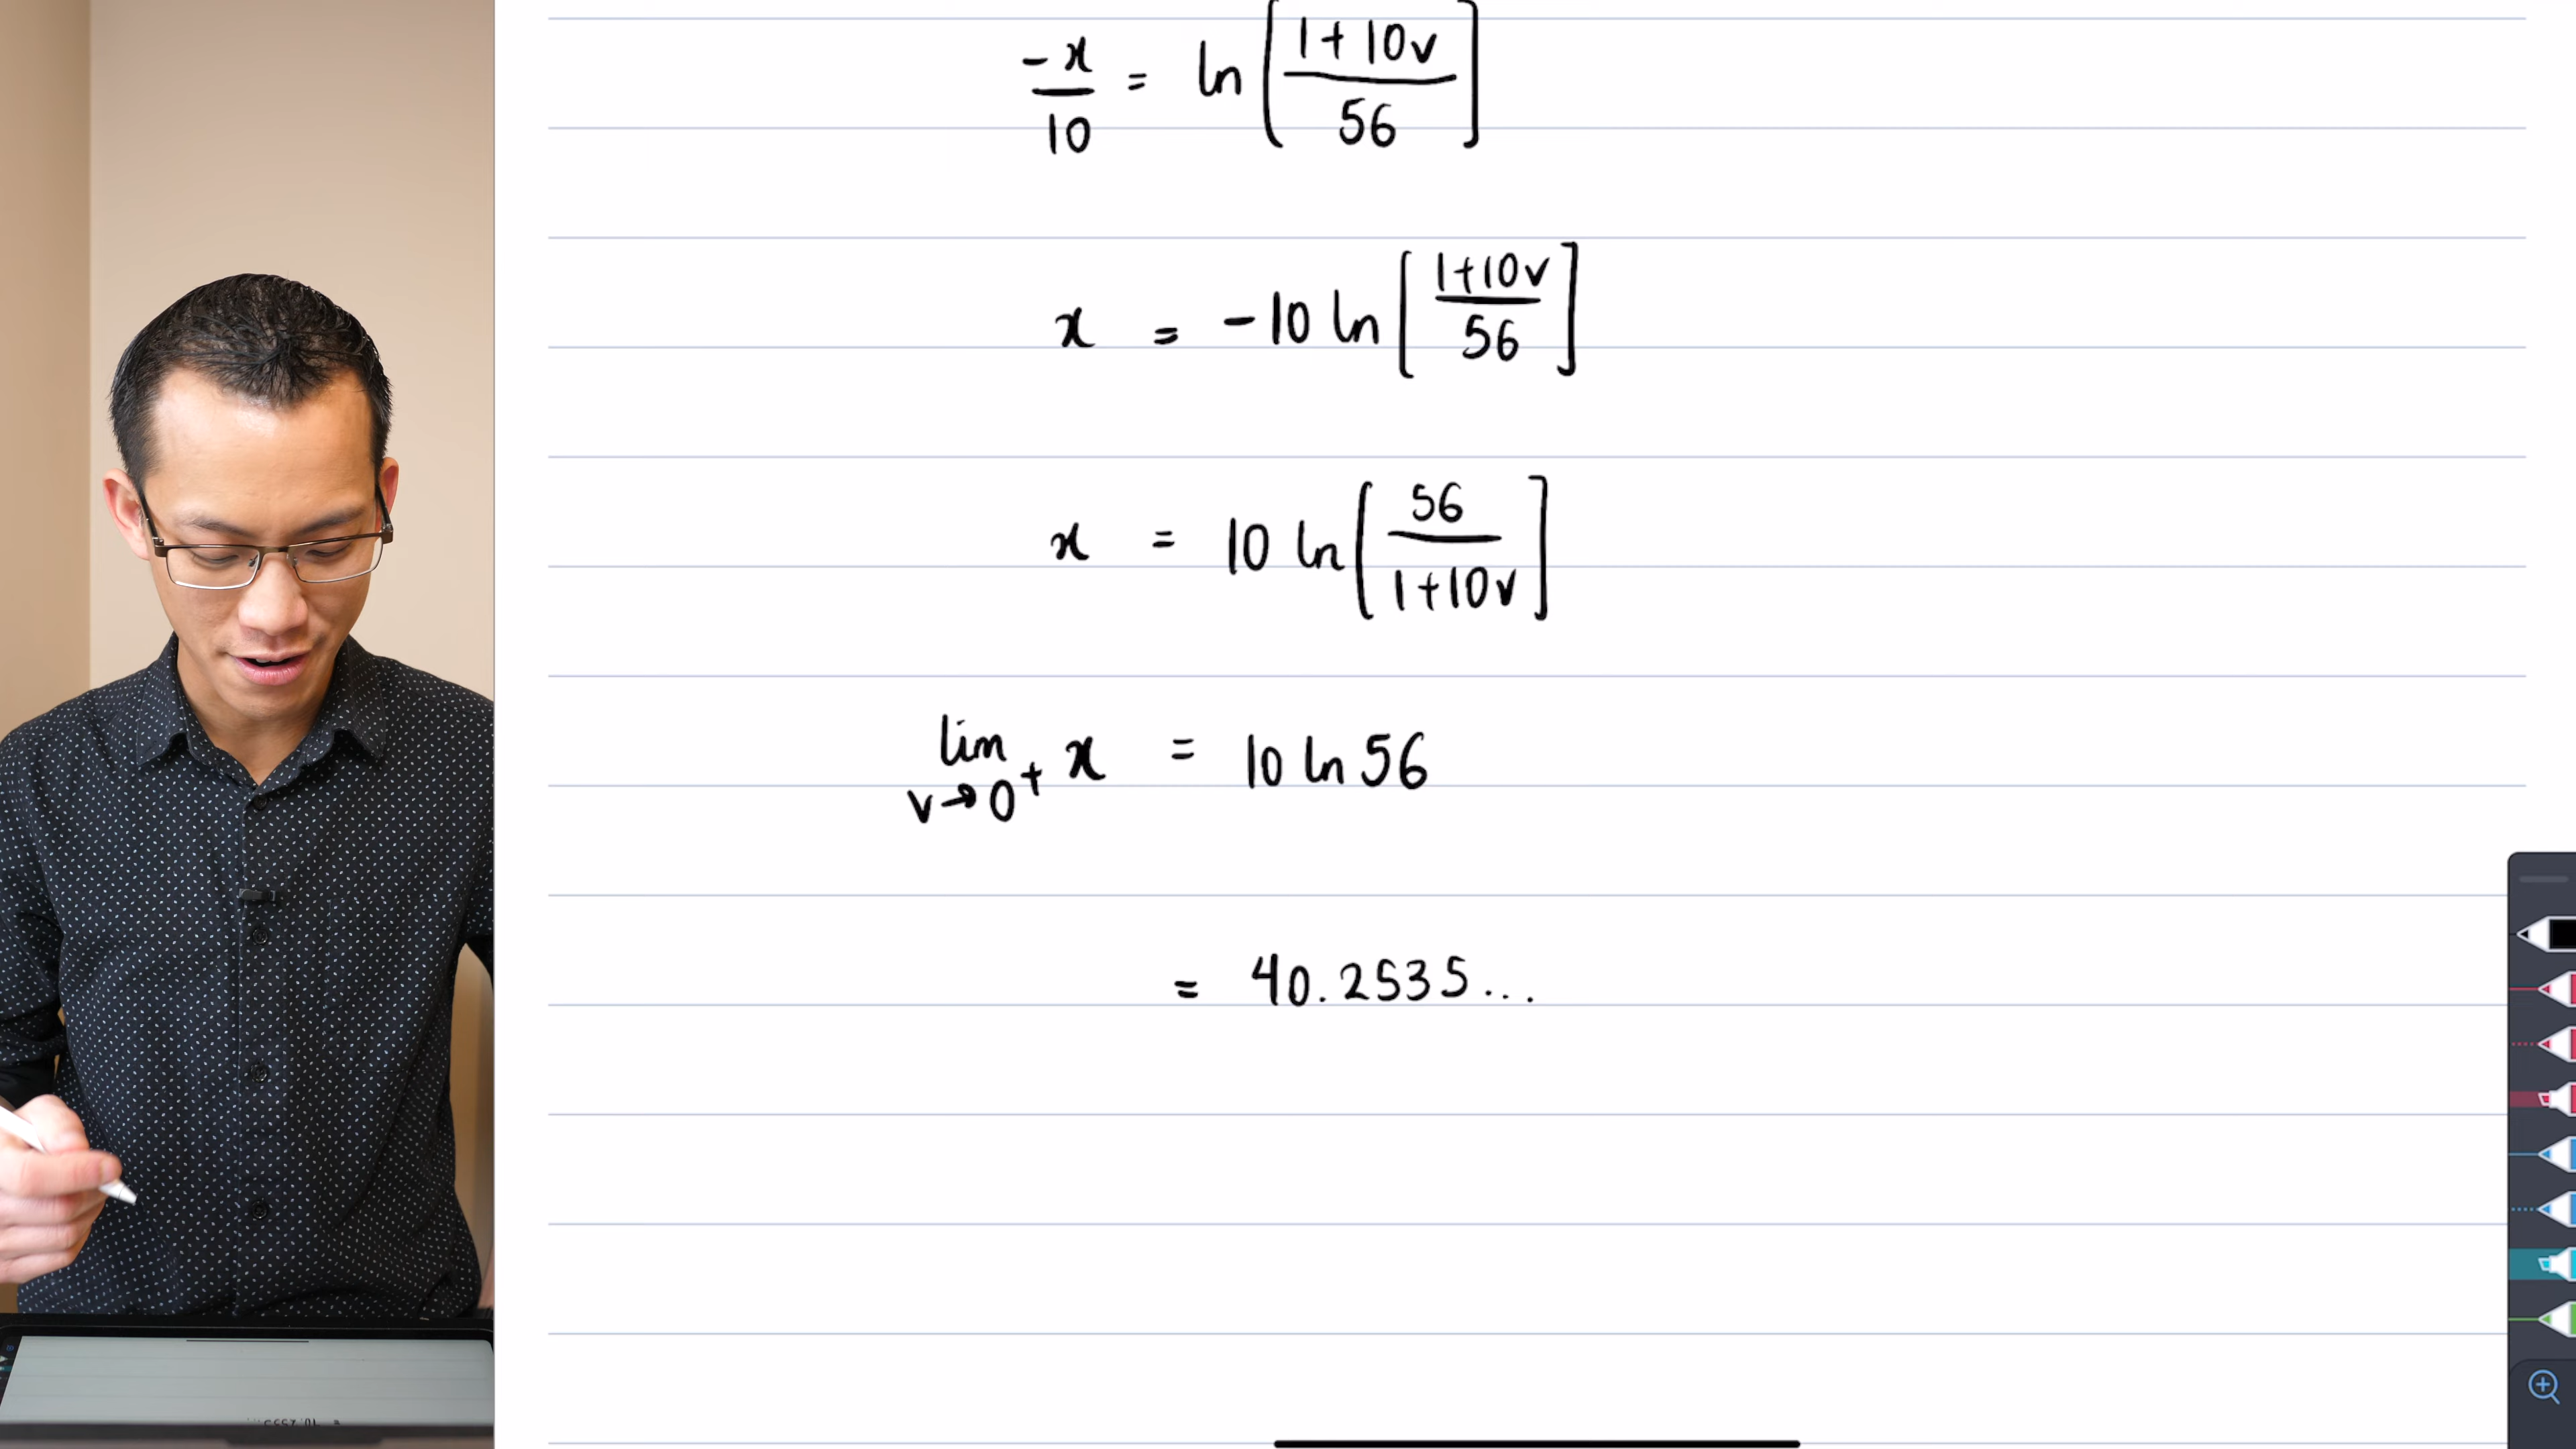 -x/10 = ln[(1+10v)/56]
x = -10 ln[(1+10v)/56]
x = 10 ln[56/(1+10v)]
lim v→0⁺ x = 10 ln 56
= 40.2535...